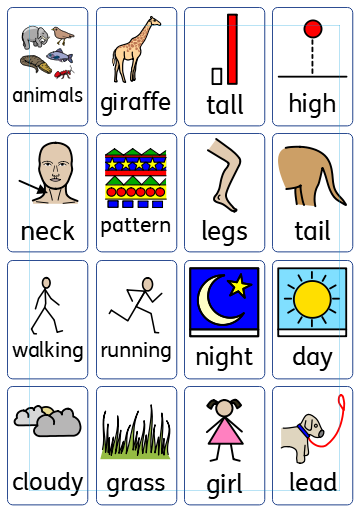 animals
giraffe
tall
high
neck
pattern
legs
tail
walking
running
night
day
cloudy
grass
girl
lead